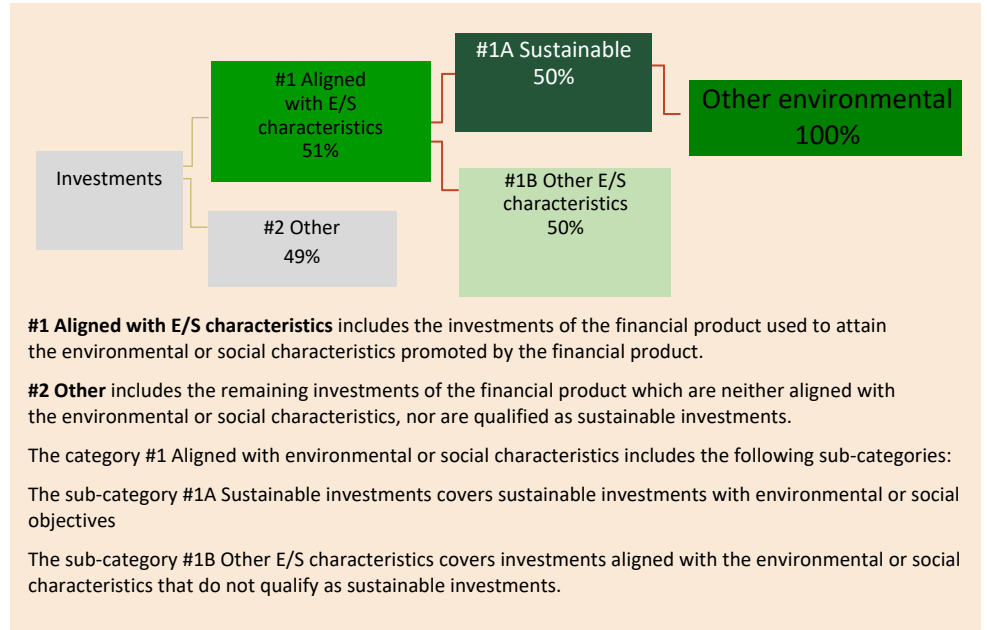 Investments
#1 Aligned
with E/S
characteristics
51%
#2 Other
49%
#1A Sustainable
50%
#1B Other E/S
characteristics
50%
Other environmental
100%
#1 Aligned with E/S characteristics includes the investments of the financial product used to attain
the environmental or social characteristics promoted by the financial product.
#2 Other includes the remaining investments of the financial product which are neither aligned with
the environmental or social characteristics, nor are qualified as sustainable investments.
The category #1 Aligned with environmental or social characteristics includes the following sub-categories:
The sub-category #1A Sustainable investments covers sustainable investments with environmental or social
objectives
The sub-category #1B Other E/S characteristics covers investments aligned with the environmental or social
characteristics that do not qualify as sustainable investments.